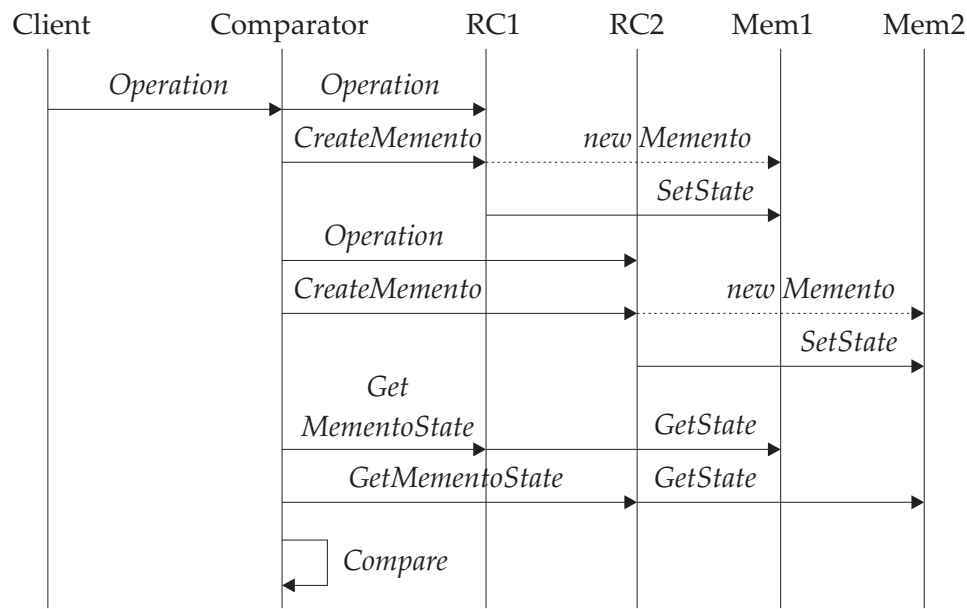 Client Comparator RC1 RC2 Mem1 Mem2
Operation Operation
CreateMemento new Memento
SetState
Operation
CreateMemento new Memento
SetState
Get
MementoState GetState
GetMementoState GetState
Compare